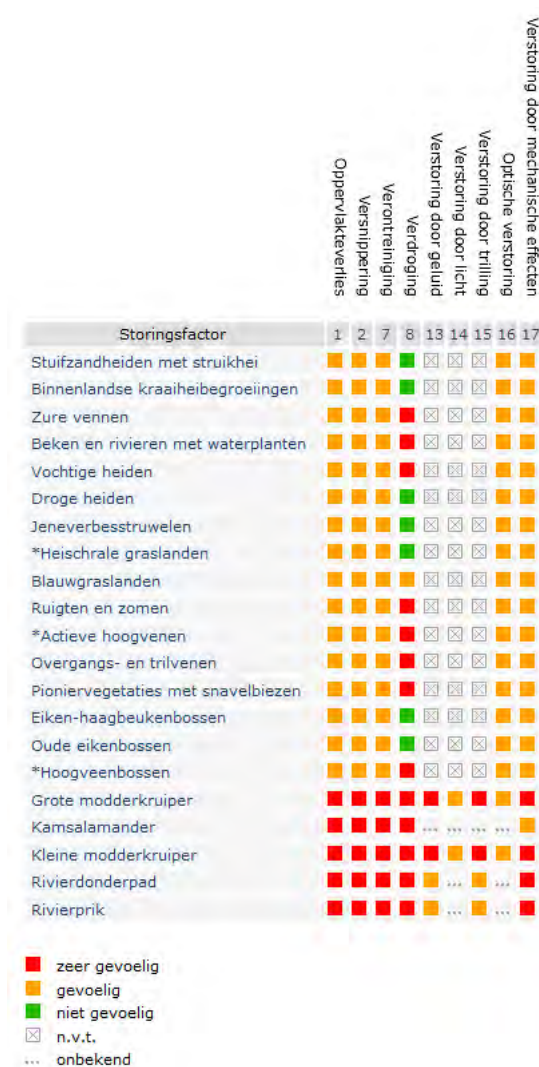 Oppervlakteverlies
Versnippering
Verontreiniging
Verdroging
Verstoring door geluid
Verstoring door licht
Verstoring door trilling
Optische verstoring
Verstoring door mechanische effecten
Storingsfactor 1 2 7 8 13 14 15 16 17
Stuifzandheiden met struikhei
Binnenlandse kraaiheibegroeiingen
Zure vennen
Beken en rivieren met waterplanten
Vochtige heiden
Droge heiden
Jeneverbesstruwelen
*Heischrale graslanden
Blauwgraslanden
Ruigten en zomen
*Actieve hoogvenen
Overgangs- en trilvenen
Pioniervegetaties met snavelbiezen
Eiken-haagbeukenbossen
Oude eikenbossen
*Hoogveenbossen
Grote modderkruiper
Kamsalamander ... ... ... ...
Kleine modderkruiper
Rivierdonderpad ... ...
Rivierprik ... ...
zeer gevoelig
gevoelig
niet gevoelig
n.v.t.
... onbekend